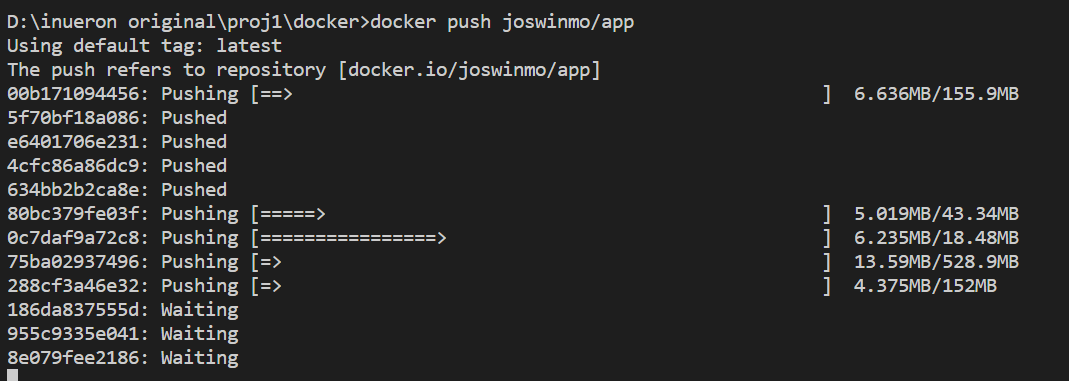 D:\inueron original\proj1\docker>docker push joswinmo/app
Using default tag: latest
The push refers to repository [docker.io/joswinmo/app]
00b171094456: Pushing [==>                                                ]  6.636MB/155.9MB
5f70bf18a086: Pushed
e6401706e231: Pushed
4cfc86a86dc9: Pushed
634bb2b2ca8e: Pushed
80bc379fe03f: Pushing [=====>                                             ]  5.019MB/43.34MB
0c7daf9a72c8: Pushing [================>                                  ]  6.235MB/18.48MB
75ba02937496: Pushing [=>                                                 ]  13.59MB/528.9MB
288cf3a46e32: Pushing [=>                                                 ]  4.375MB/152MB
186da837555d: Waiting
955c9335e041: Waiting
8e079fee2186: Waiting